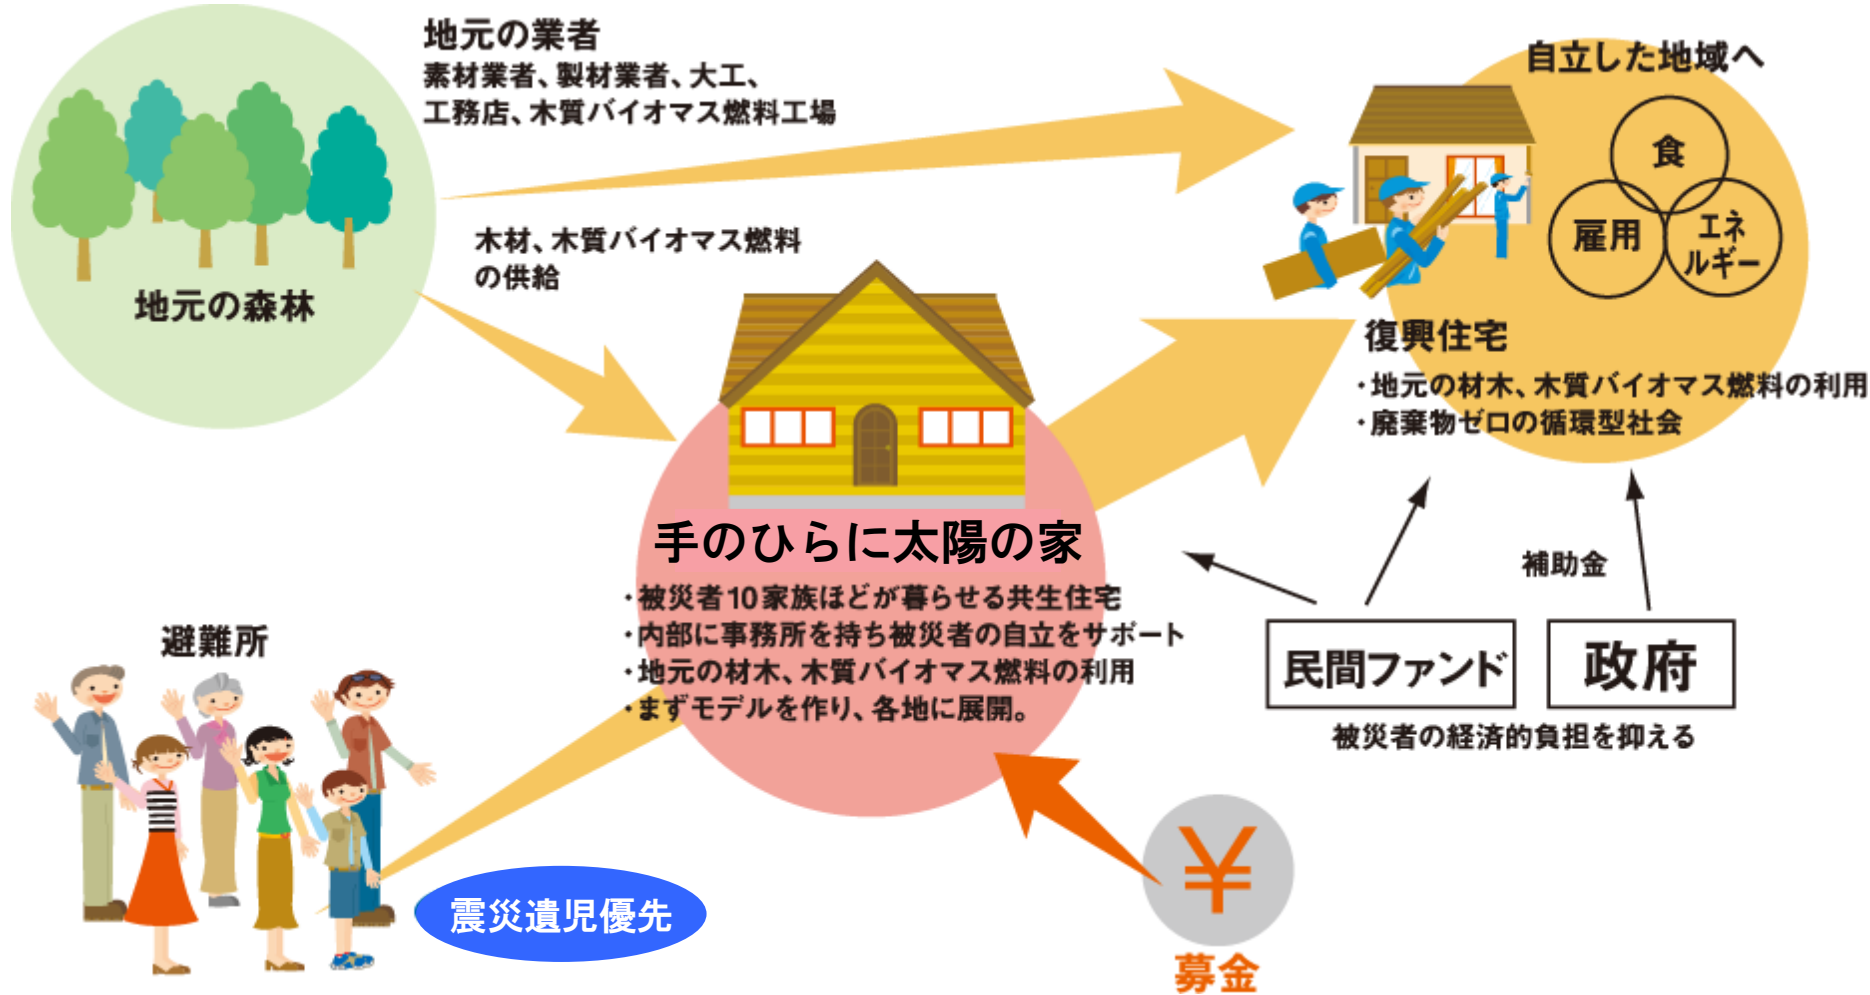 地元の業者
素材業者、製材業者、大工、
工務店、木質バイオマス燃料工場
自立した地域へ
食
雇用
エネ
ルギー
木材、木質バイオマス燃料
の供給
地元の森林
復興住宅
・地元の材木、木質バイオマス燃料の利用
・廃棄物ゼロの循環型社会
手のひらに太陽の家
・被災者10家族ほどが暮らせる共生住宅
・内部に事務所を持ち被災者の自立をサポート
・地元の材木、木質バイオマス燃料の利用
・まずモデルを作り、各地に展開。
補助金
民間ファンド
政府
被災者の経済的負担を抑える
避難所
震災遺児優先
¥
募金